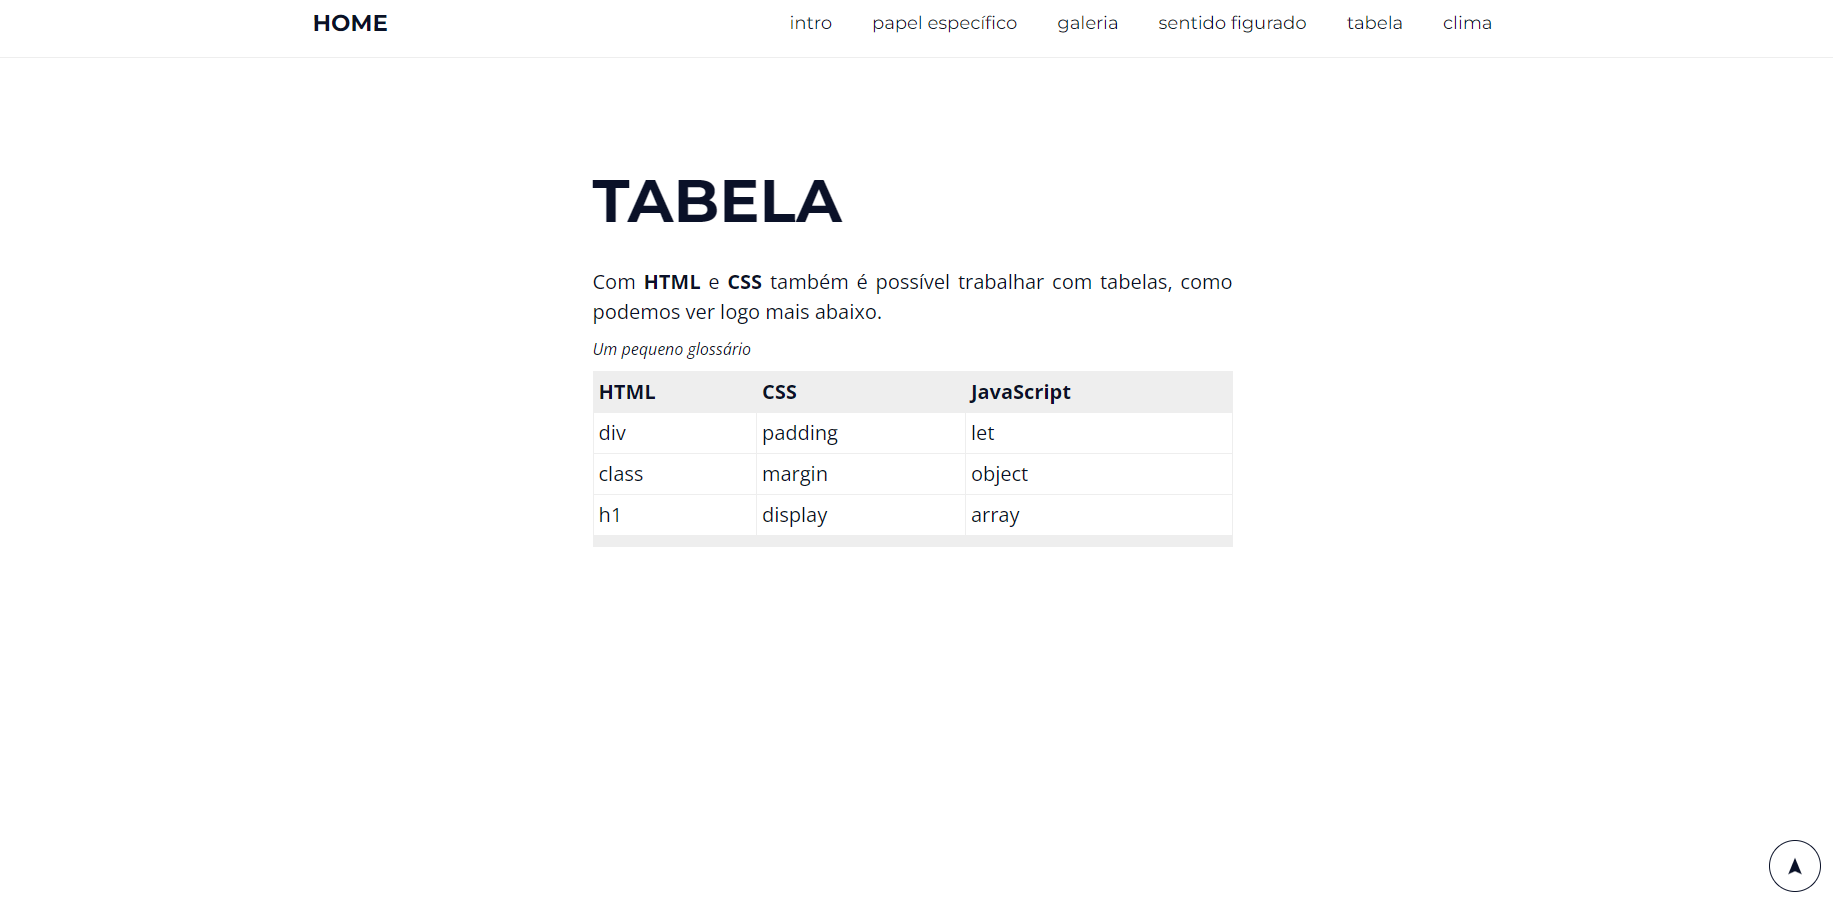 HOME intro papel específico galeria sentido figurado tabela clima
TABELA
Com HTML e CSS também é possível trabalhar com tabelas, como
podemos ver logo mais abaixo.
Um pequeno glossário
HTML CSS JavaScript
div padding let
class margin object
h1 display array